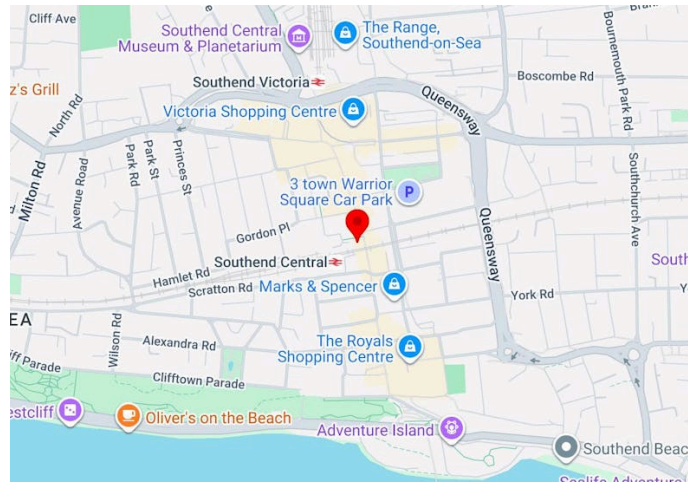 Cliff Ave
Southend Central
Museum & Planetarium
The Range,
Southend-on-Sea
Southend Victoria
Boscombe Rd
Bournemouth Park Rd
z's Grill
North Rd
Victoria Shopping Centre
Queensway
Milton Rd
Avenue Road
Park Rd
Park St
Princes St
3 town Warrior
Square Car Park
P
Southchurch Ave
Queensway
Gordon Pl
Southend Central
Hamlet Rd
Scratton Rd
Marks & Spencer
South
York Rd
EA
Wilson Rd
Alexandra Rd
The Royals
Shopping Centre
iff Parade
Clifftown Parade
estcliff
Oliver's on the Beach
Adventure Island
Southend Beac
Sealife Adventure